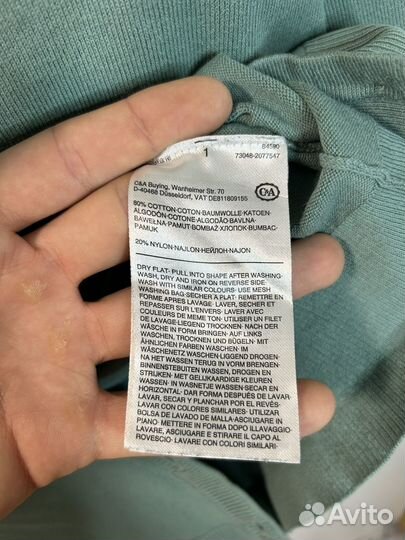 1
84590
73048-2077547
C&A Buying, Wanheimer Str. 70
D-40468 Düsseldorf, VAT DE811809155
C&A
80% COTTON-COTON-BAUMWOLLE-KATOEN-
ALGODÓN-COTONE-ALGODÃO-BAVLNA-
BAWEŁNA-PAMUT-BOMBAŽ-ХЛОПОК-BUMBAC-
PAMUK
20% NYLON-NAJLON-НЕЙЛОН-NAJON
DRY FLAT- PULL INTO SHAPE AFTER WASHING-
WASH, DRY AND IRON ON REVERSE SIDE
WASH WITH SIMILAR COLOURS- USE MESH
WASHING BAG-SÉCHER À PLAT- REMETTRE EN
FORME APRÈS LAVAGE- LAVER, SÉCHER ET
REPASSER À L'ENVERS-LAVER AVEC
COULEURS DE MEME TON- UTILISER UN FILET
DE LAVAGE-LIEGEND TROCKNEN- NACH DER
WÄSCHE IN FORM BRINGEN- AUF LINKS
WASCHEN, TROCKNEN UND BÜGELN- MIT
ÄHNLICHEN FARBEN WASCHEN- IM
WÄSCHENETZ WASCHEN-LIGGEND DROGEN-
NA HET WASSEN TERUG IN VORM BRENGEN-
BINNENSTEBUITEN WASSEN, DROGEN EN
STRIJKEN- MET GELIJKAARDIGE KLEUREN
WASSEN- WASSEN IN WASNETJE-SECAR EN
HORIZONTAL- DAR FORMA DESPUÉS DE LAVAR-
LAVAR, SECAR Y PLANCHAR POR EL REVÉS-
LAVAR CON COLORES SIMILARES- UTILIZAR
BOLSA DE LAVADO DE MALLA-ASCIUGARE IN
PIANO- METTERE IN FORMA DOPO IL LAVAGGIO
LAVARE, ASCIUGARE E STIRARE IL CAPO AL
ROVESCIO- LAVARE CON COLORI SIMILI-
Avito